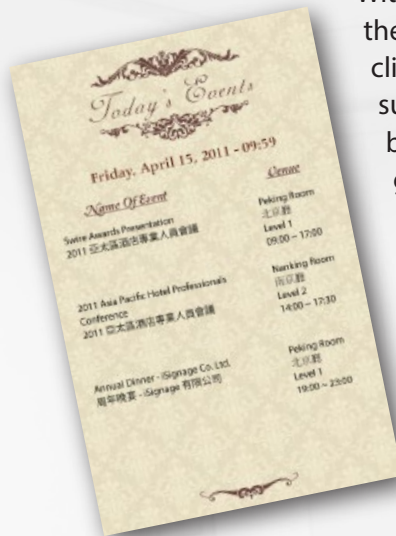 Today's Events
Friday, April 15, 2011 - 09:59
Name Of Event
Venue
Swire Awards Presentation
2011 亞太區酒店專業人員會議
Peking Room
北京廳
Level 1
09:00 ~ 17:00
2011 Asia Pacific Hotel Professionals
Conference
2011 亞太區酒店專業人員會議
Nanking Room
南京廳
Level 2
14:00 ~ 17:30
Annual Dinner - iSignage Co. Ltd.
周年晚宴 - iSignage 有限公司
Peking Room
北京廳
Level 1
19:00 ~ 23:00
the